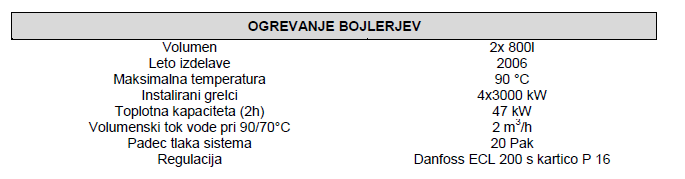 OGREVANJE BOJLERJEV
Volumen 2x 800l
Leto izdelave 2006
Maksimalna temperatura 90 °C
Instalirani grelci 4x3000 kW
Toplotna kapaciteta (2h) 47 kW
Volumenski tok vode pri 90/70°C 2 m³/h
Padec tlaka sistema 20 Pak
Regulacija Danfoss ECL 200 s kartico P 16